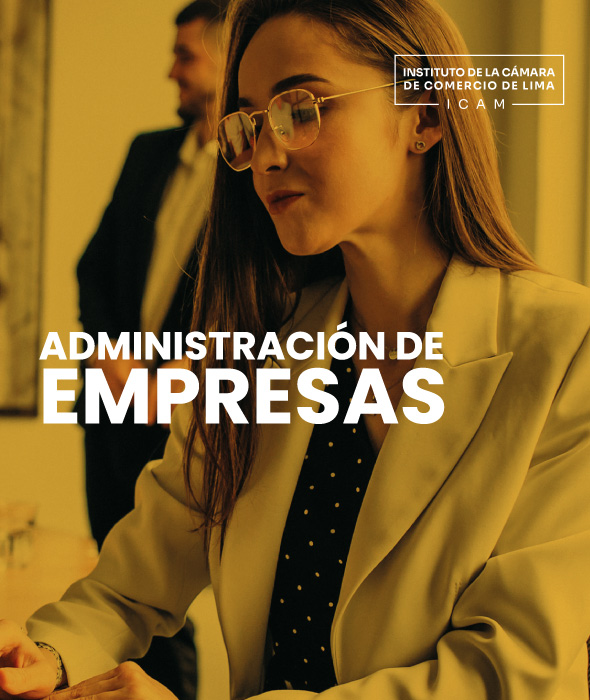 INSTITUTO DE LA CÁMARA
DE COMERCIO DE LIMA
ICAM
ADMINISTRACIÓN DE
EMPRESAS